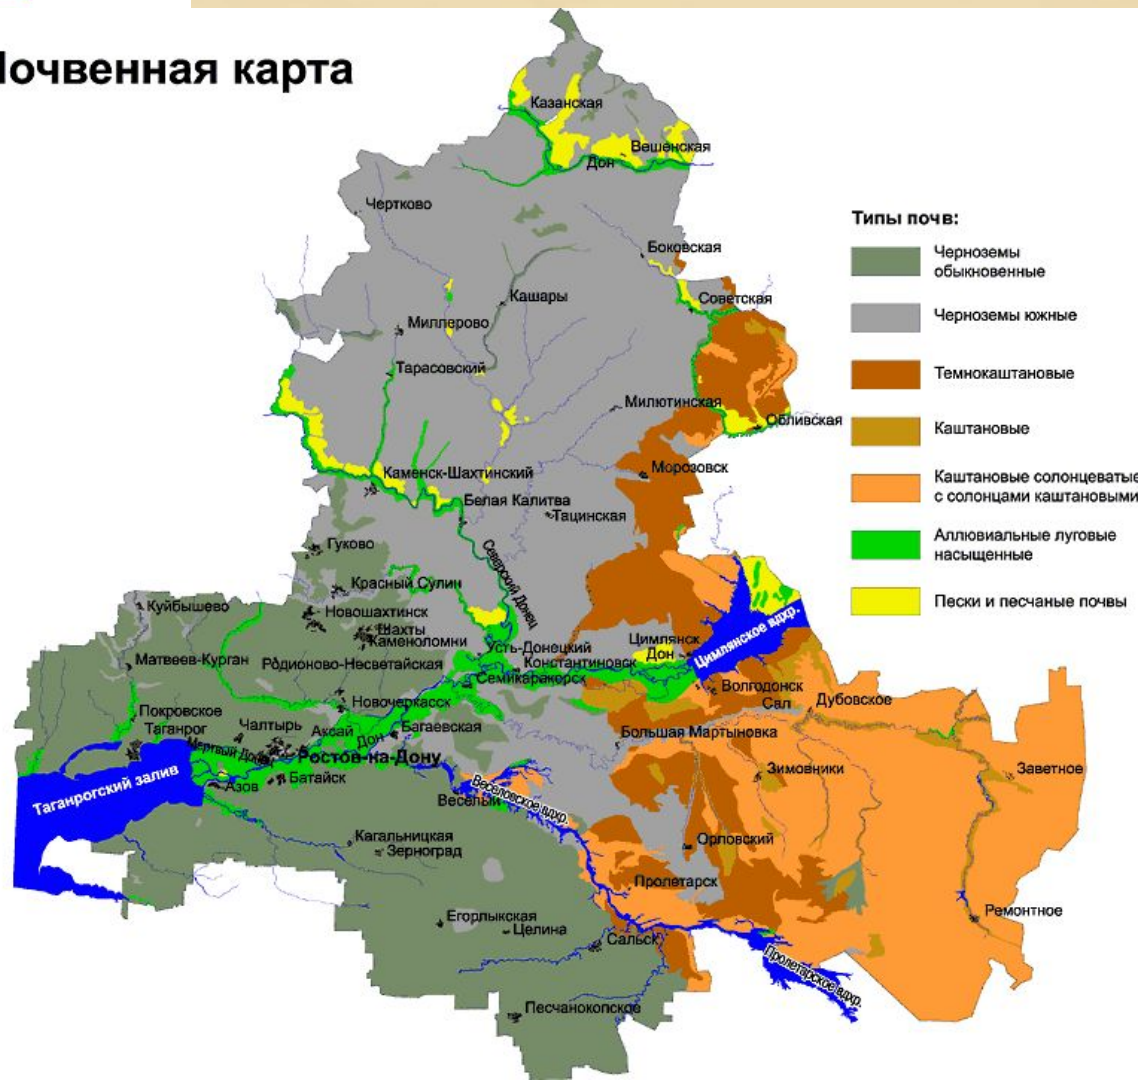 Почвенная карта
Казанская
Вешенская
Дон
Чертково
Боковская
Советская
Кашары
Миллерово
Тарасовский
Милютинская
Обливская
Морозовск
Каменск-Шахтинский
Белая Калитва
Тацинская
Северский Донец
Гуково
Красный Сулин
Куйбышево
Новошахтинск
Шахты
Каменоломни
Матвеев-Курган
Родионово-Несветайская
Усть-Донецкий
Константиновск
Семикаракорск
Цимлянск
Дон
Цимлянское вдхр.
Волгодонск
Сал
Дубовское
Новочеркасск
Покровское
Таганрог
Чалтырь
Аксай
Дон
Багаевская
Большая Мартыновка
Мертвый Донец
Ростов-на-Дону
Таганрогский залив
Батайск
Азов
Веселый
Веселовское вдхр.
Зимовники
Заветное
Кагальницкая
Зерноград
Орловский
Пролетарск
Егорлыкская
Целина
Сальск
Ремонтное
Пролетарское вдхр.
Песчанокопское
Типы почв:
Черноземы
обыкновенные
Черноземы южные
Темнокаштановые
Каштановые
Каштановые солонцеватые
с солонцами каштановыми
Аллювиальные луговые
насыщенные
Пески и песчаные почвы